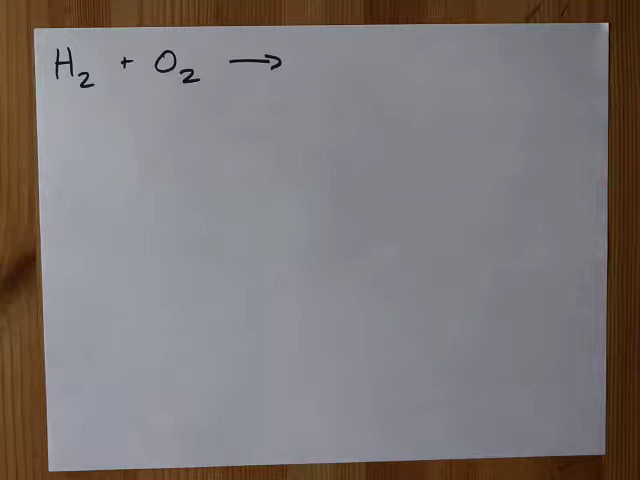 H₂ + O₂ →